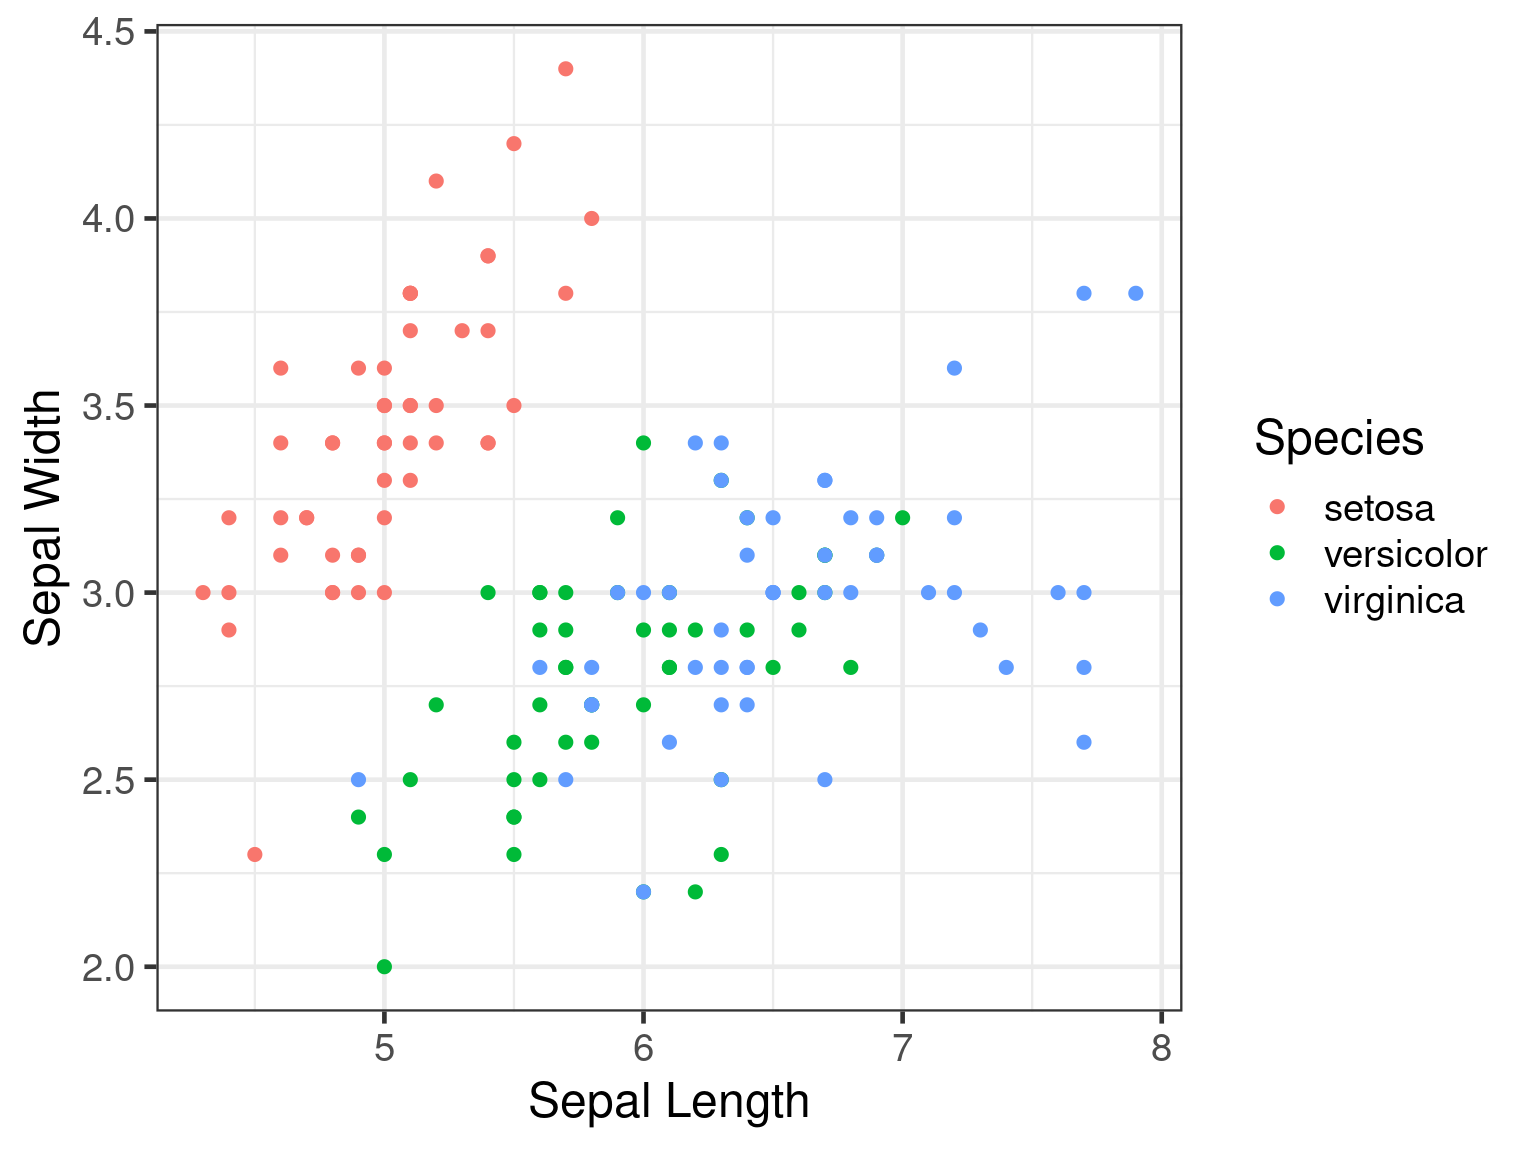 4.5
4.0
3.5
3.0
2.5
2.0
Sepal Width
5 6 7 8
Sepal Length
Species
setosa
versicolor
virginica